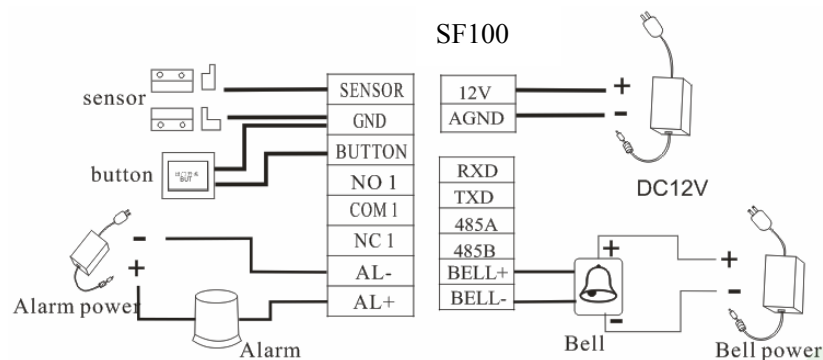 SF100
sensor
button
Alarm power
Alarm
SENSOR
GND
BUTTON
NO 1
COM 1
NC 1
AL-
AL+
-
+
BUT
12V
AGND
+
-
DC12V
RXD
TXD
485A
485B
BELL+
BELL-
+
-
Bell
+
-
Bell power